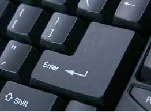 { [
} ]
" '
Enter
Shift